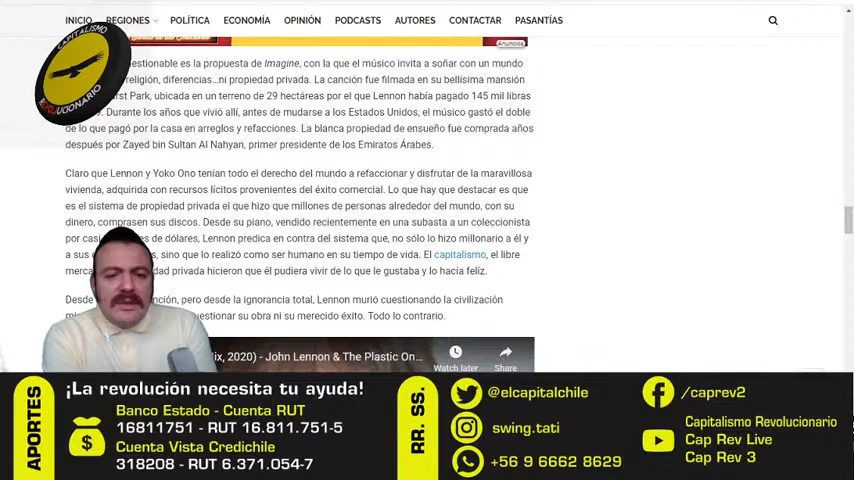 INICIO REGIONES POLÍTICA ECONOMÍA OPINIÓN PODCASTS AUTORES CONTACTAR PASANTÍAS
Anuncios
CAPITALISMO
REVOLUCIONARIO
estionable es la propuesta de Imagine, con la que el músico invita a soñar con un mundo
religión, diferencias…ni propiedad privada. La canción fue filmada en su bellísima mansión
rst Park, ubicada en un terreno de 29 hectáreas por el que Lennon había pagado 145 mil libras
9. Durante los años que vivió allí, antes de mudarse a los Estados Unidos, el músico gastó el doble
de lo que pagó por la casa en arreglos y refacciones. La blanca propiedad de ensueño fue comprada años
después por Zayed bin Sultan Al Nahyan, primer presidente de los Emiratos Árabes.
Claro que Lennon y Yoko Ono tenían todo el derecho del mundo a refaccionar y disfrutar de la maravillosa
vivienda, adquirida con recursos lícitos provenientes del éxito comercial. Lo que hay que destacar es que
es el sistema de propiedad privada el que hizo que millones de personas alrededor del mundo, con su
dinero, comprasen sus discos. Desde su piano, vendido recientemente en una subasta a un coleccionista
por casi es de dólares, Lennon predica en contra del sistema que, no sólo lo hizo millonario a él y
a sus s, sino que lo realizó como ser humano en su tiempo de vida. El capitalismo, el libre
merca dad privada hicieron que él pudiera vivir de lo que le gustaba y lo hacía feliz.
Desde nción, pero desde la ignorancia total, Lennon murió cuestionando la civilización
mi estionar su obra ni su merecido éxito. Todo lo contrario.
ix, 2020) - John Lennon & The Plastic On...
Watch later Share
APORTES
¡La revolución necesita tu ayuda!
Banco Estado - Cuenta RUT
16811751 - RUT 16.811.751-5
Cuenta Vista Credichile
318208 - RUT 6.371.054-7
$
RR. SS.
@elcapitalchile
swing.tati
+56 9 6662 8629
/caprev2
Capitalismo Revolucionario
Cap Rev Live
Cap Rev 3